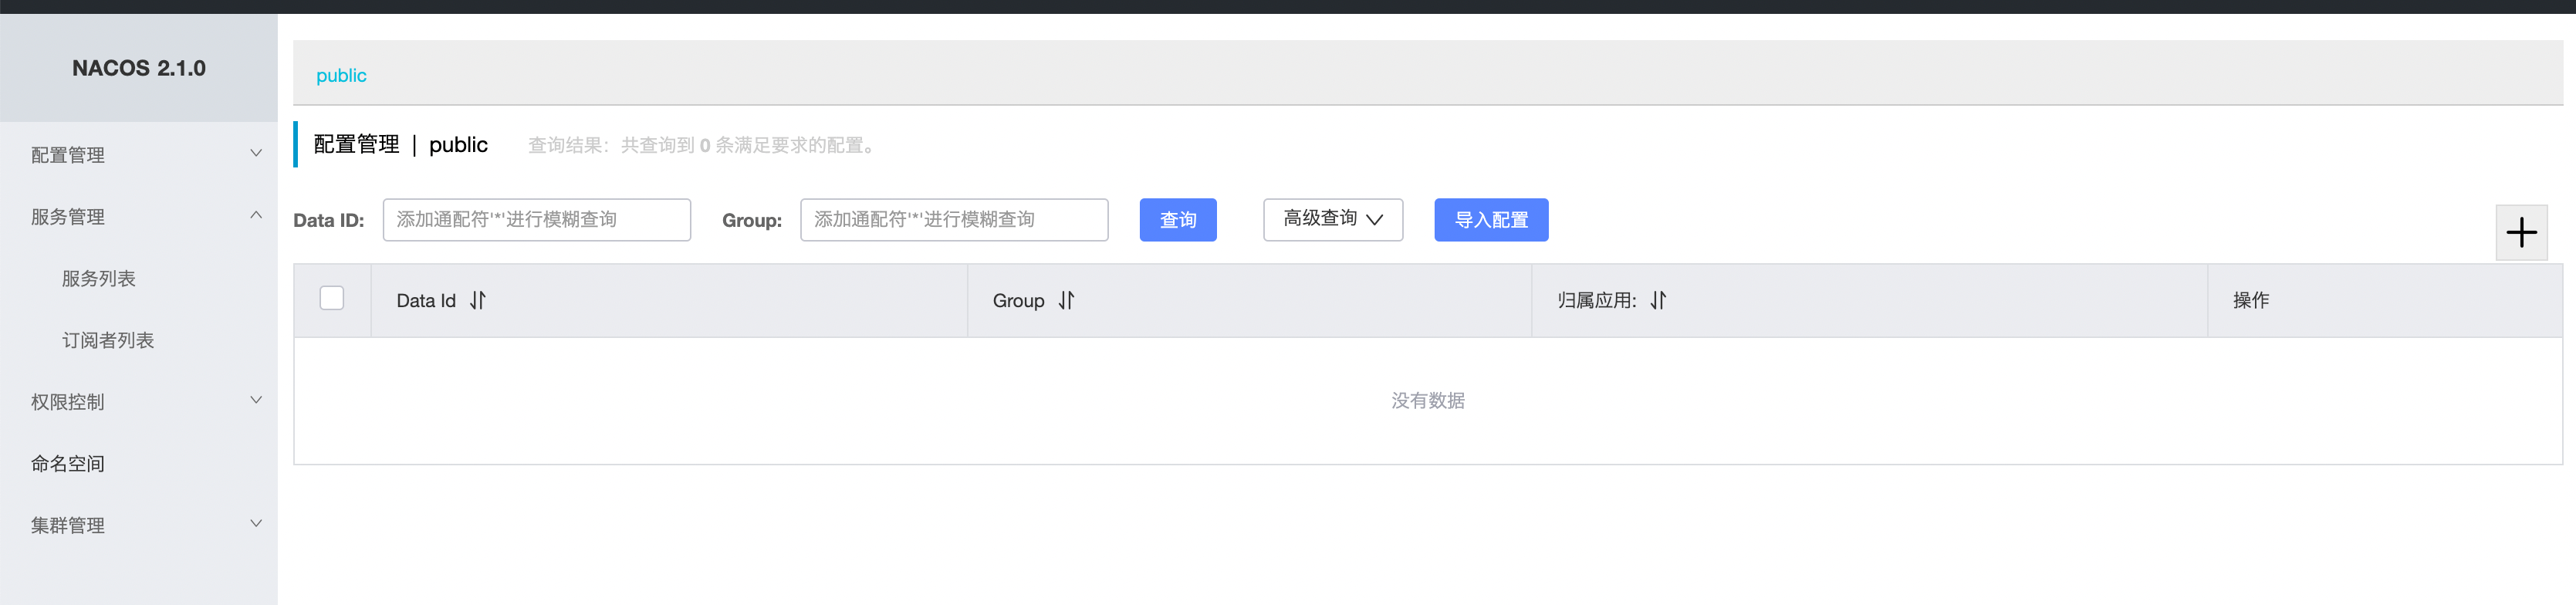 NACOS 2.1.0
配置管理
服务管理
服务列表
订阅者列表
权限控制
命名空间
集群管理
public
配置管理 | public 查询结果：共查询到 0 条满足要求的配置。
Data ID: 添加通配符'*'进行模糊查询 Group: 添加通配符'*'进行模糊查询 查询 高级查询 导入配置
Data Id Group 归属应用: 操作
没有数据